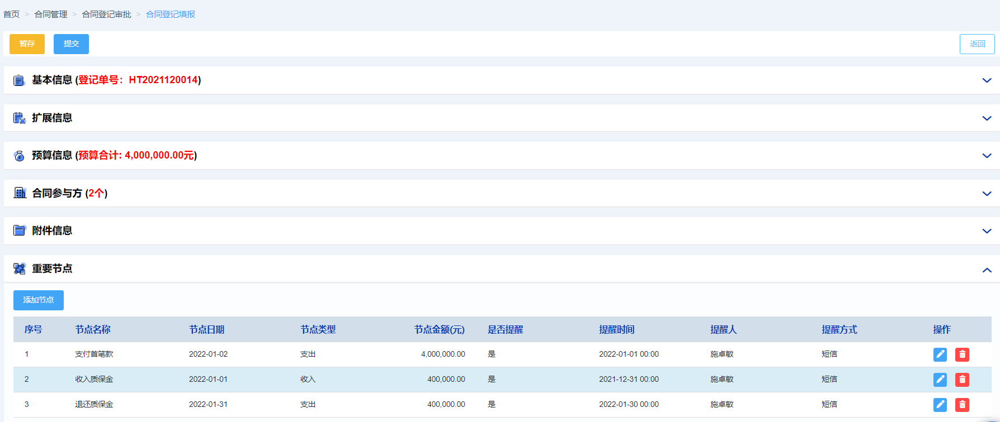 首页 > 合同管理 > 合同登记审批 > 合同登记填报
暂存 提交 返回
基本信息 (登记单号：HT2021120014)
扩展信息
预算信息 (预算合计: 4,000,000.00元)
合同参与方 (2个)
附件信息
重要节点
添加节点
序号 节点名称 节点日期 节点类型 节点金额(元) 是否提醒 提醒时间 提醒人 提醒方式 操作
1 支付首笔款 2022-01-02 支出 4,000,000.00 是 2022-01-01 00:00 施卓敏 短信
2 收入质保金 2022-01-01 收入 400,000.00 是 2021-12-31 00:00 施卓敏 短信
3 退还质保金 2022-01-31 支出 400,000.00 是 2022-01-30 00:00 施卓敏 短信